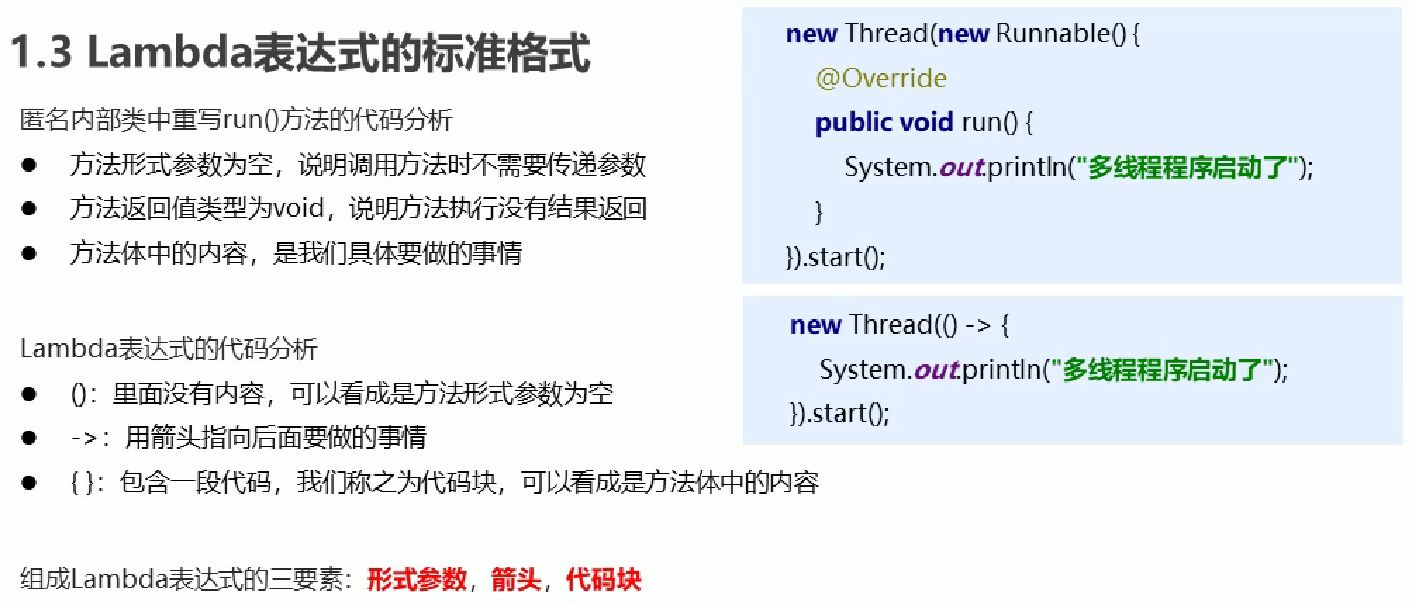 1.3 Lambda表达式的标准格式
匿名内部类中重写run()方法的代码分析
● 方法形式参数为空，说明调用方法时不需要传递参数
● 方法返回值类型为void，说明方法执行没有结果返回
● 方法体中的内容，是我们具体要做的事情
Lambda表达式的代码分析
● ()：里面没有内容，可以看成是方法形式参数为空
● ->：用箭头指向后面要做的事情
● { }：包含一段代码，我们称之为代码块，可以看成是方法体中的内容
组成Lambda表达式的三要素：形式参数，箭头，代码块
new Thread(new Runnable() {
@Override
public void run() {
System.out.println("多线程程序启动了");
}
}).start();
new Thread(() -> {
System.out.println("多线程程序启动了");
}).start();